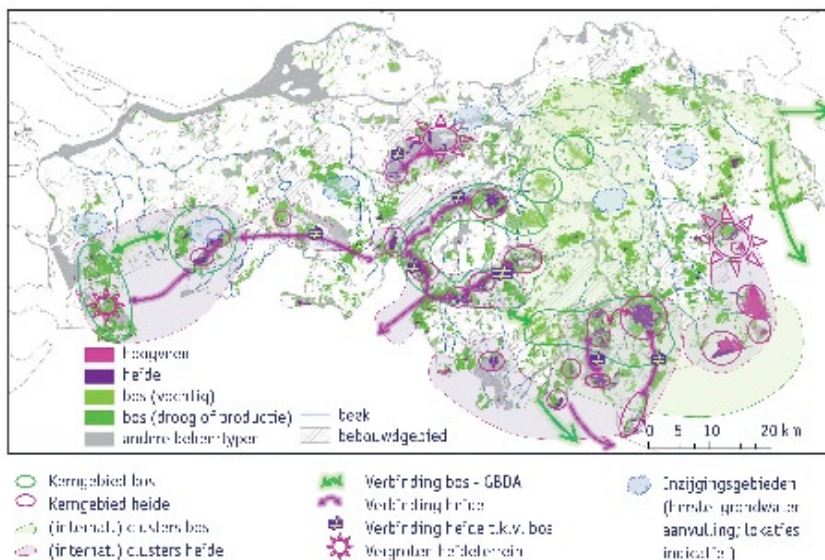 hoogveen
heide
bos (vochtig)
bos (droog of productie)
andere beheertypen
beek
bebouwd gebied
0 5 10 20 km
Kerngebied bos
Kerngebied heide
(internat.) clusters bos
(internat.) clusters heide
Verbinding bos - GBDA
Verbinding heide
Verbinding heide t.k.v. bos
Vergroten heideterrein
Inzijgingsgebieden
(herstel grondwater
aanvulling; lokaties
indicatief)